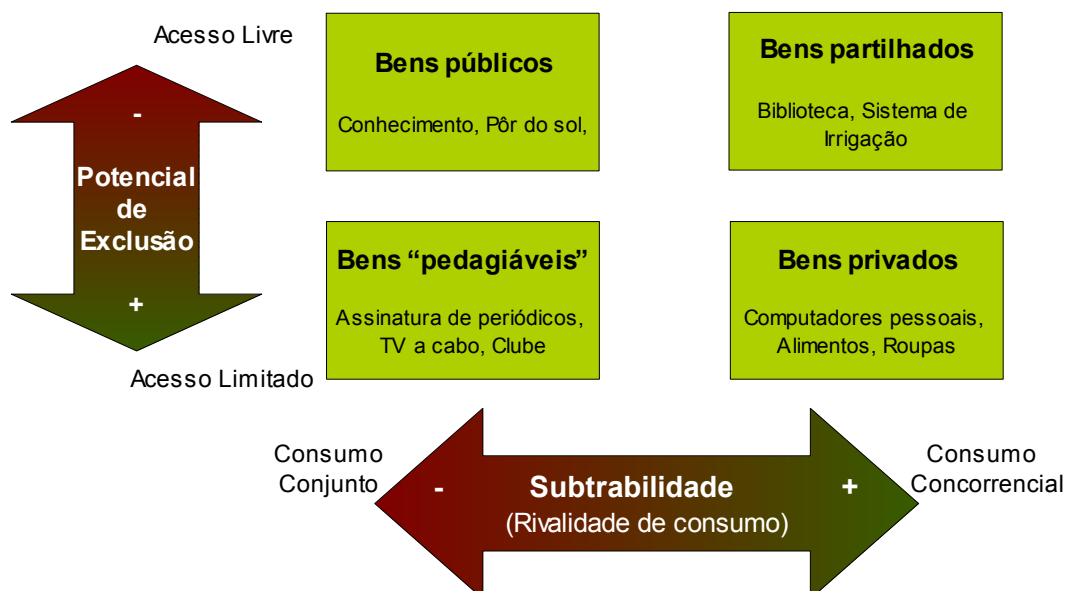 Acesso Livre
-
Potencial
de
Exclusão
+
Acesso Limitado
Bens públicos
Conhecimento, Pôr do sol,
Bens partilhados
Biblioteca, Sistema de
Irrigação
Bens “pedagiáveis”
Assinatura de periódicos,
TV a cabo, Clube
Bens privados
Computadores pessoais,
Alimentos, Roupas
Consumo
Conjunto
-
Subtrabilidade
(Rivalidade de consumo)
+
Consumo
Concorrencial